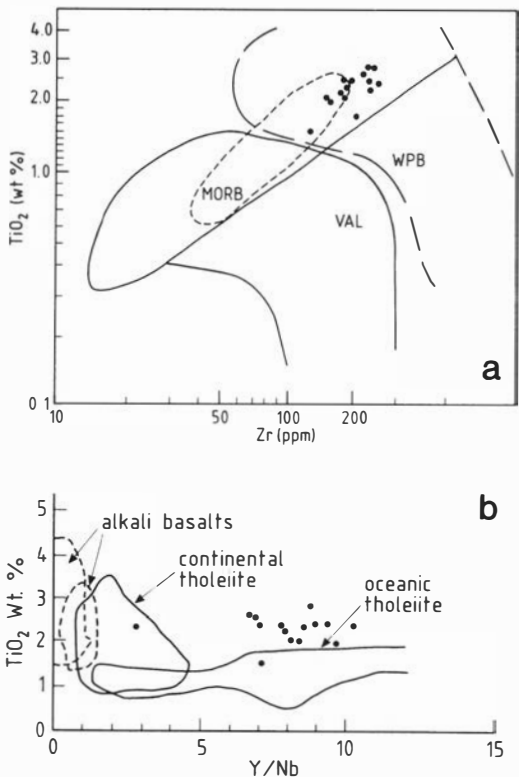 4.0
3.0
2.0
1.0
0 1
TiO2 (wt %)
MORB
WPB
VAL
a
10
50
100
200
Zr (ppm)
b
5
4
3
2
1
0
TiO2 Wt. %
alkali basalts
continental
tholeiite
oceanic
tholeiite
0
5
10
15
Y/Nb